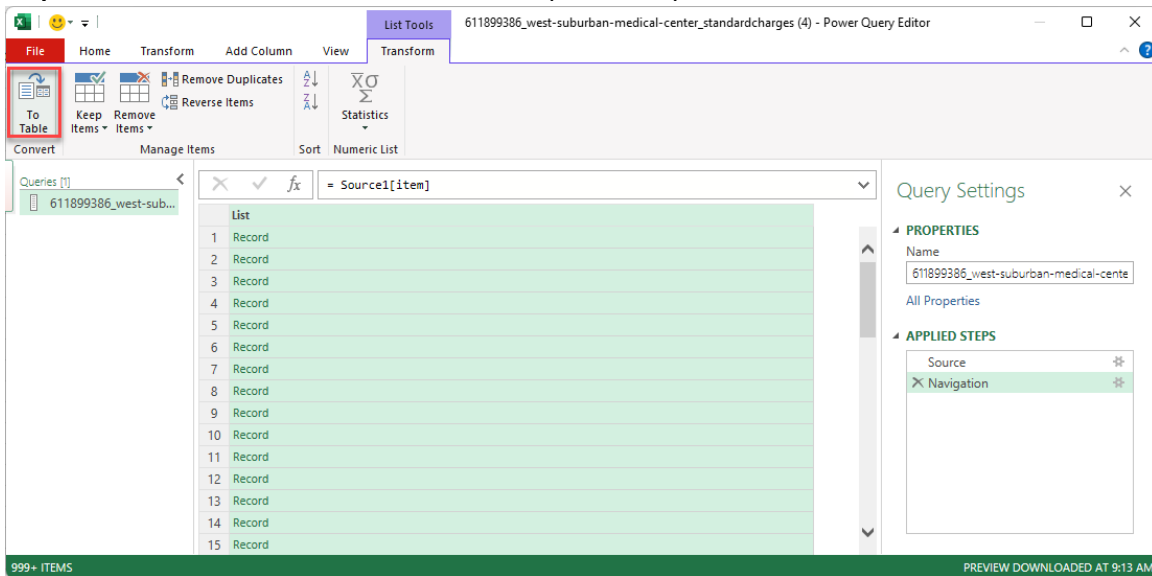 List Tools
611899386_west-suburban-medical-center_standardcharges (4) - Power Query Editor
File Home Transform Add Column View Transform
To Table
Keep Items
Remove Items
Remove Duplicates
Reverse Items
Statistics
Convert Manage Items Sort Numeric List
Queries [1]
611899386_west-sub...
fx = Source1[item]
List
1 Record
2 Record
3 Record
4 Record
5 Record
6 Record
7 Record
8 Record
9 Record
10 Record
11 Record
12 Record
13 Record
14 Record
15 Record
Query Settings
PROPERTIES
Name
611899386_west-suburban-medical-cente
All Properties
APPLIED STEPS
Source
Navigation
999+ ITEMS
PREVIEW DOWNLOADED AT 9:13 AM